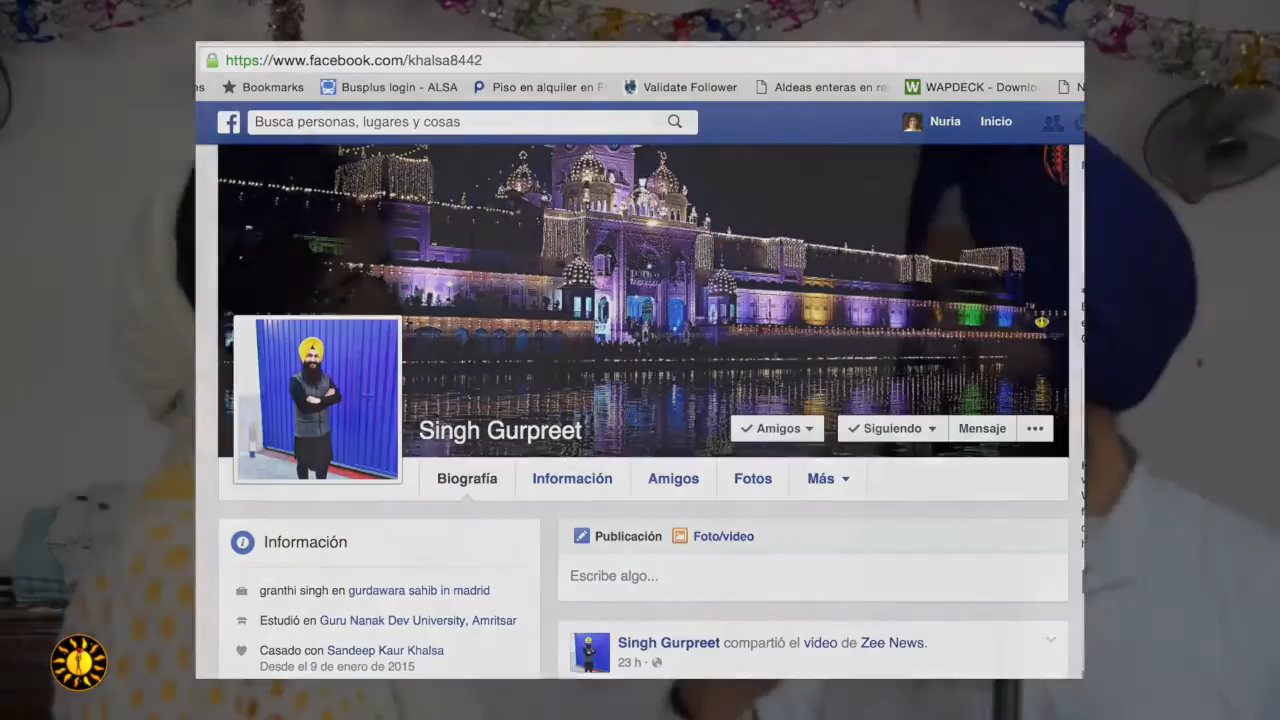 https://www.facebook.com/khalsa8442
es Bookmarks Busplus login - ALSA Piso en alquiler en F Validate Follower Aldeas enteras en re WAPDECK - Downlo N
Busca personas, lugares y cosas
Nuria Inicio
Singh Gurpreet
Amigos Siguiendo Mensaje
Biografía Información Amigos Fotos Más
Información
granthi singh en gurdawara sahib in madrid
Estudió en Guru Nanak Dev University, Amritsar
Casado con Sandeep Kaur Khalsa
Desde el 9 de enero de 2015
Publicación Foto/video
Escribe algo...
Singh Gurpreet compartió el video de Zee News.
23 h ·